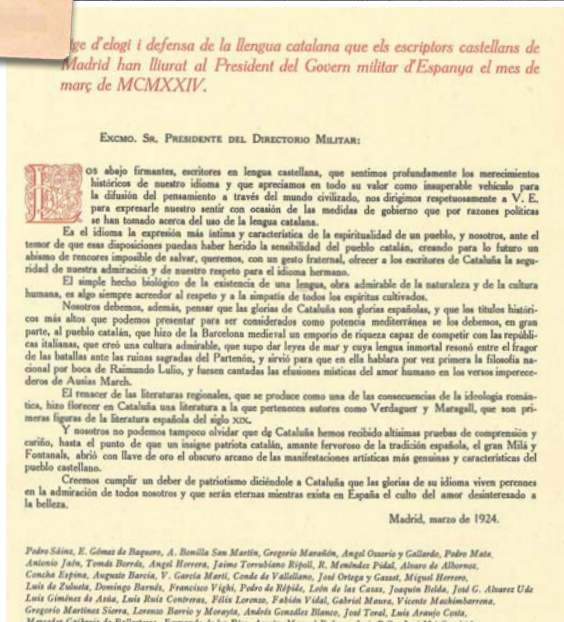 tge d'elogi i defensa de la llengua catalana que els escriptors castellans de
Madrid han lliurat al President del Govern militar d'Espanya el mes de
març de MCMXXIV.
EXCMO. SR. PRESIDENTE DEL DIRECTORIO MILITAR:
LOS abajo firmantes, escritores en lengua castellana, que sentimos profundamente los merecimientos
históricos de nuestro idioma y que apreciamos en todo su valor como insuperable vehículo para
la difusión del pensamiento a través del mundo civilizado, nos dirigimos respetuosamente a V. E.
para expresarle nuestro sentir con ocasión de las medidas de gobierno que por razones políticas
se han tomado acerca del uso de la lengua catalana.
Es el idioma la expresión más íntima y característica de la espiritualidad de un pueblo, y nosotros, ante el
temor de que esas disposiciones puedan haber herido la sensibilidad del pueblo catalán, creando para lo futuro un
abismo de rencores imposible de salvar, queremos, con un gesto fraternal, ofrecer a los escritores de Cataluña la segu-
ridad de nuestra admiración y de nuestro respeto para el idioma hermano.
El simple hecho biológico de la existencia de una lengua, obra admirable de la naturaleza y de la cultura
humana, es algo siempre acreedor al respeto y a la simpatía de todos los espíritus cultivados.
Nosotros debemos, además, pensar que las glorias de Cataluña son glorias españolas, y que los títulos históri-
cos más altos que podemos presentar para ser considerados como potencia mediterránea se los debemos, en gran
parte, al pueblo catalán, que hizo de la Barcelona medieval un emporio de riqueza capaz de competir con las repúbli-
cas italianas, que creó una cultura admirable, que supo dar leyes de mar y cuya lengua inmortal resonó entre el fragor
de las batallas ante las ruinas sagradas del Partenón, y sirvió para que en ella hablara por vez primera la filosofía na-
cional por boca de Raimundo Lulio, y fuesen cantadas las efusiones místicas del amor humano en los versos imperece-
deros de Ausias March.
El renacer de las literaturas regionales, que se produce como una de las consecuencias de la ideología román-
tica, hizo florecer en Cataluña una literatura a la que pertenecen autores como Verdaguer y Maragall, que son pri-
meras figuras de la literatura española del siglo XIX.
Y nosotros no podemos tampoco olvidar que de Cataluña hemos recibido altísimas pruebas de comprensión y
cariño, hasta el punto de que un insigne patriota catalán, amante fervoroso de la tradición española, el gran Milá y
Fontanals, abrió con llave de oro el obscuro arcano de las manifestaciones artísticas más genuinas y características del
pueblo castellano.
Creemos cumplir un deber de patriotismo diciéndole a Cataluña que las glorias de su idioma viven perennes
en la admiración de todos nosotros y que serán eternas mientras exista en España el culto del amor desinteresado a
la belleza.
Madrid, marzo de 1924.
Pedro Sáinz, E. Gómez de Baquero, A. Bonilla San Martín, Gregorio Marañón, Angel Ossorio y Gallardo, Pedro Mata,
Antonio Jaén, Tomás Borrás, Angel Herrera, Jaime Torrubiano Ripoll, R. Menéndez Pidal, Alvaro de Albornoz,
Concha Espina, Augusto Barcia, V. García Martí, Conde de Vallellano, José Ortega y Gasset, Miguel Herrero,
Luis de Zulueta, Domingo Barnés, Francisco Vighi, Pedro de Répide, León de las Casas, Joaquín Belda, José G. Alvarez Ude
Luis Giménez de Asúa, Luis Ruiz Contreras, Félix Lorenzo, Fabián Vidal, Gabriel Maura, Vicente Machimbarrena,
Gregorio Martínez Sierra, Lorenzo Barrio y Morayta, Andrés González Blanco, José Toral, Luis Araujo Costa,